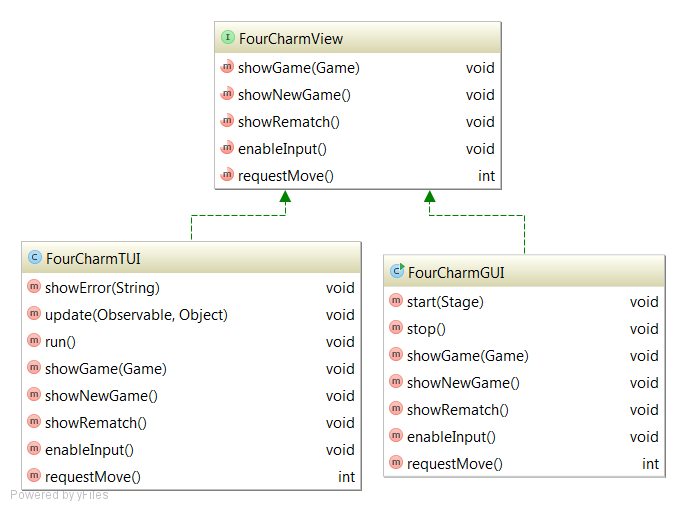 I FourCharmView
m showGame(Game) void
m showNewGame() void
m showRematch() void
m enableInput() void
m requestMove() int
C FourCharmTUI
m showError(String) void
m update(Observable, Object) void
m run() void
m showGame(Game) void
m showNewGame() void
m showRematch() void
m enableInput() void
m requestMove() int
C FourCharmGUI
m start(Stage) void
m stop() void
m showGame(Game) void
m showNewGame() void
m showRematch() void
m enableInput() void
m requestMove() int
Powered by yFiles